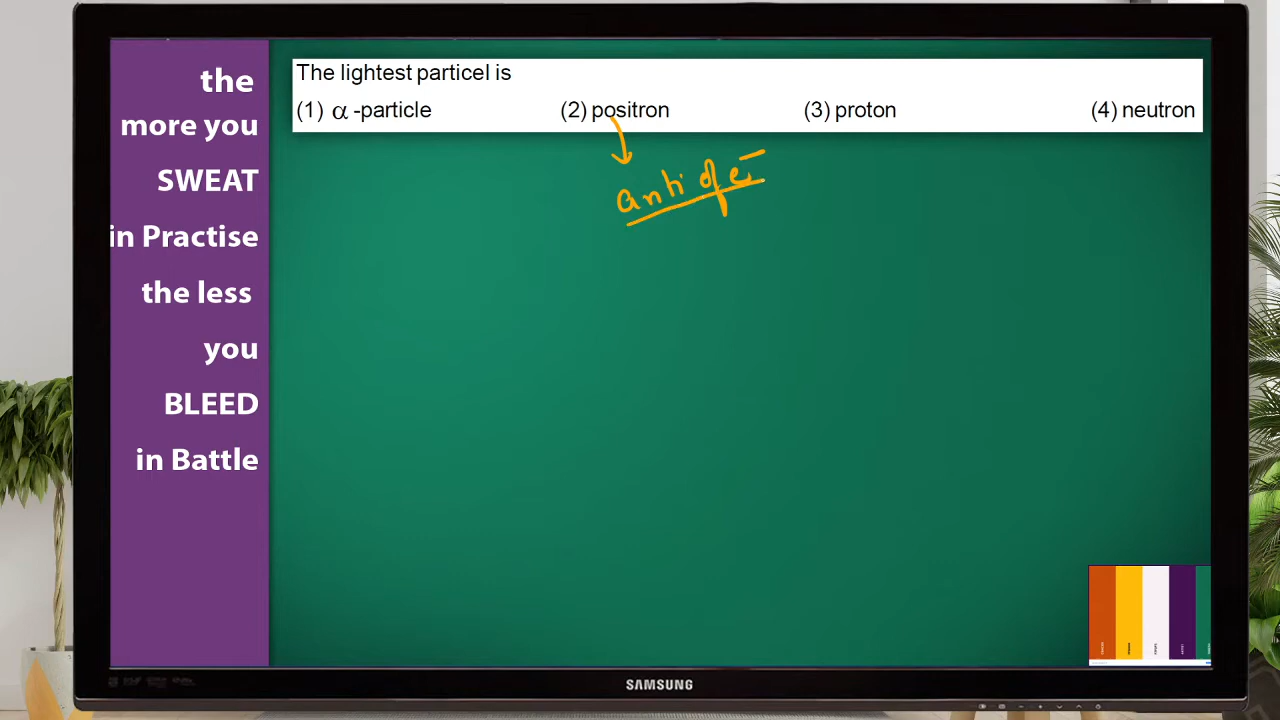 the
more you
SWEAT
in Practise
the less
you
BLEED
in Battle
The lightest particel is
(1) α -particle (2) positron (3) proton (4) neutron
anti of e⁻
SAMSUNG